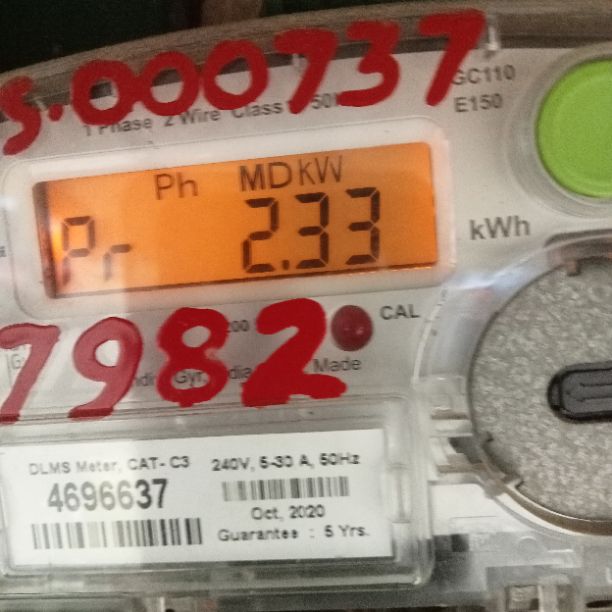 S.000737
GC110
E150
1 Phase 2 Wire Class
Ph MD kW
Pr 2.33
kWh
7982
CAL
Made
DLMS Meter, CAT-C3 240V, 5-30 A, 50Hz
4696637
Oct, 2020
Guarantee : 5 Yrs.